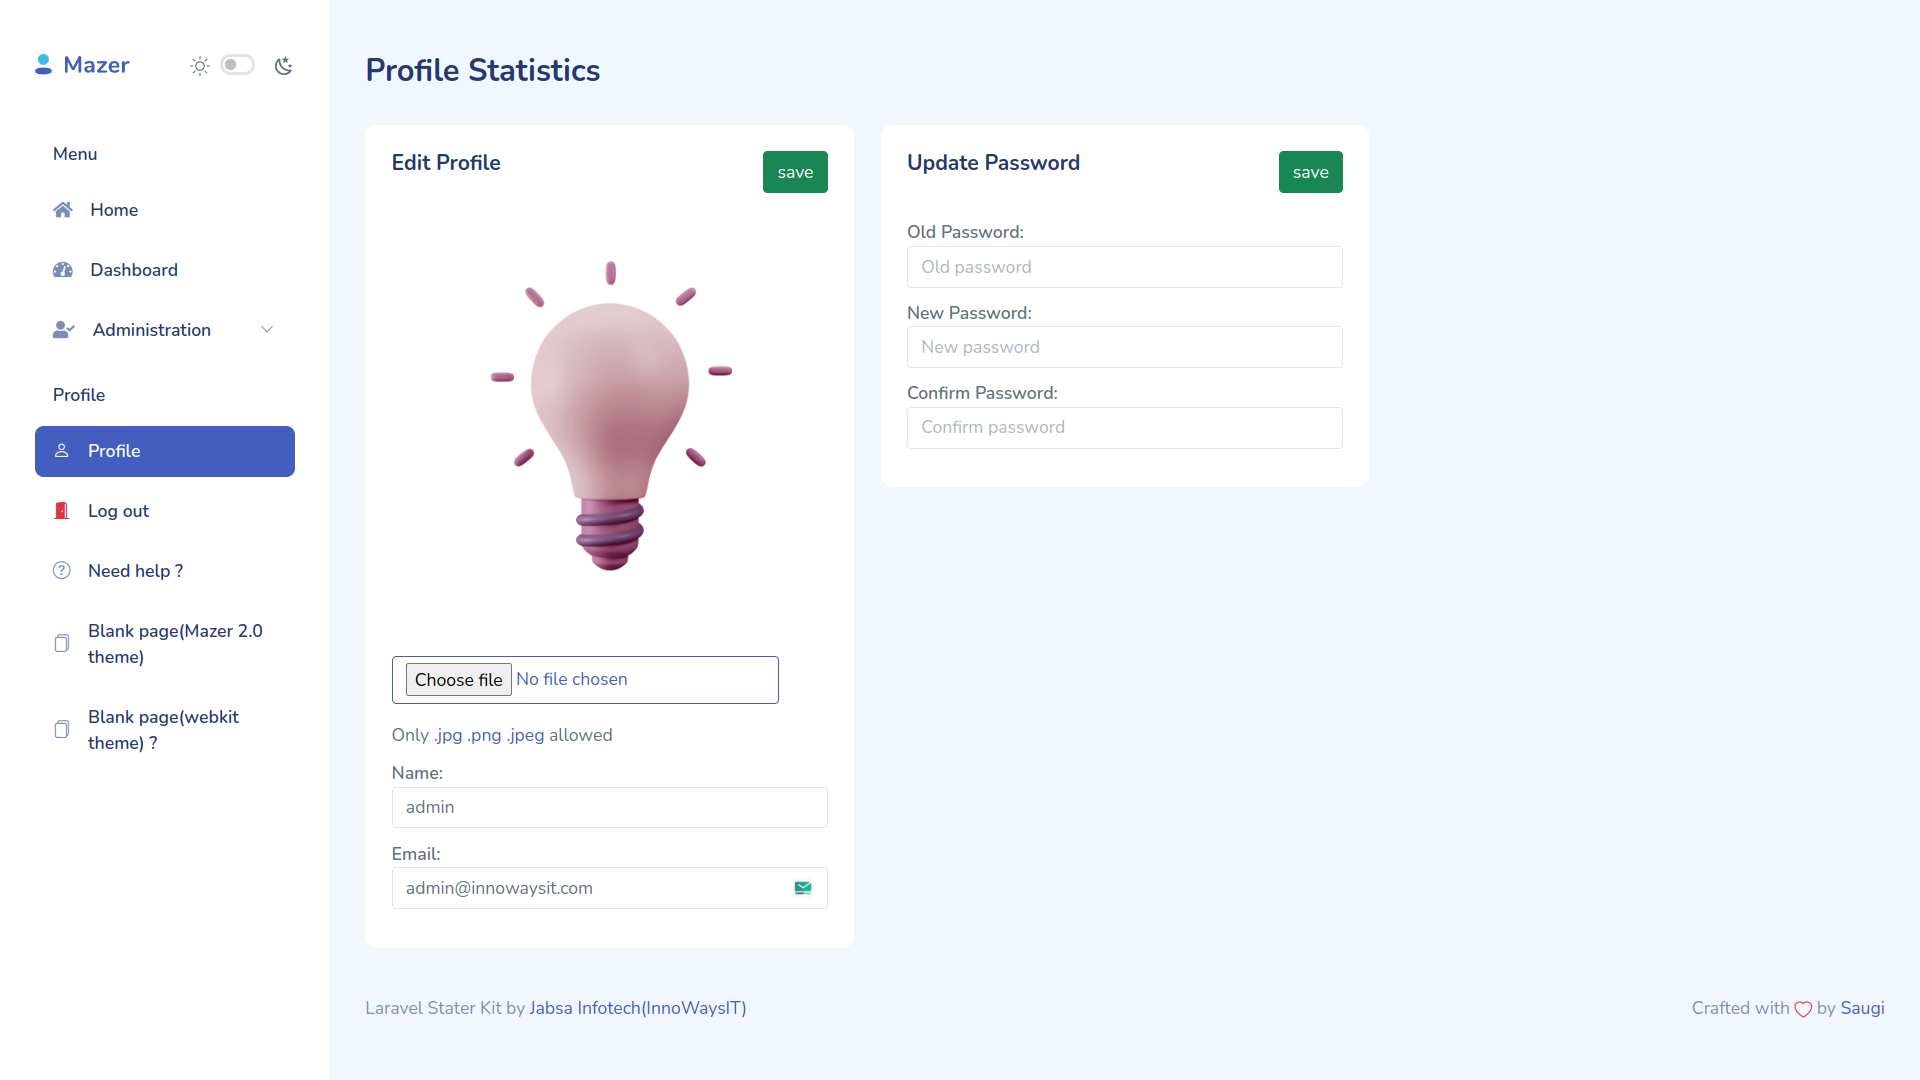 Mazer
Menu
Home
Dashboard
Administration
Profile
Profile
Log out
Need help ?
Blank page(Mazer 2.0
theme)
Blank page(webkit
theme) ?
Profile Statistics
Edit Profile
save
Choose file No file chosen
Only .jpg .png .jpeg allowed
Name:
admin
Email:
admin@innowaysit.com
Update Password
save
Old Password:
Old password
New Password:
New password
Confirm Password:
Confirm password
Laravel Stater Kit by Jabsa Infotech(InnoWaysIT)
Crafted with by Saugi